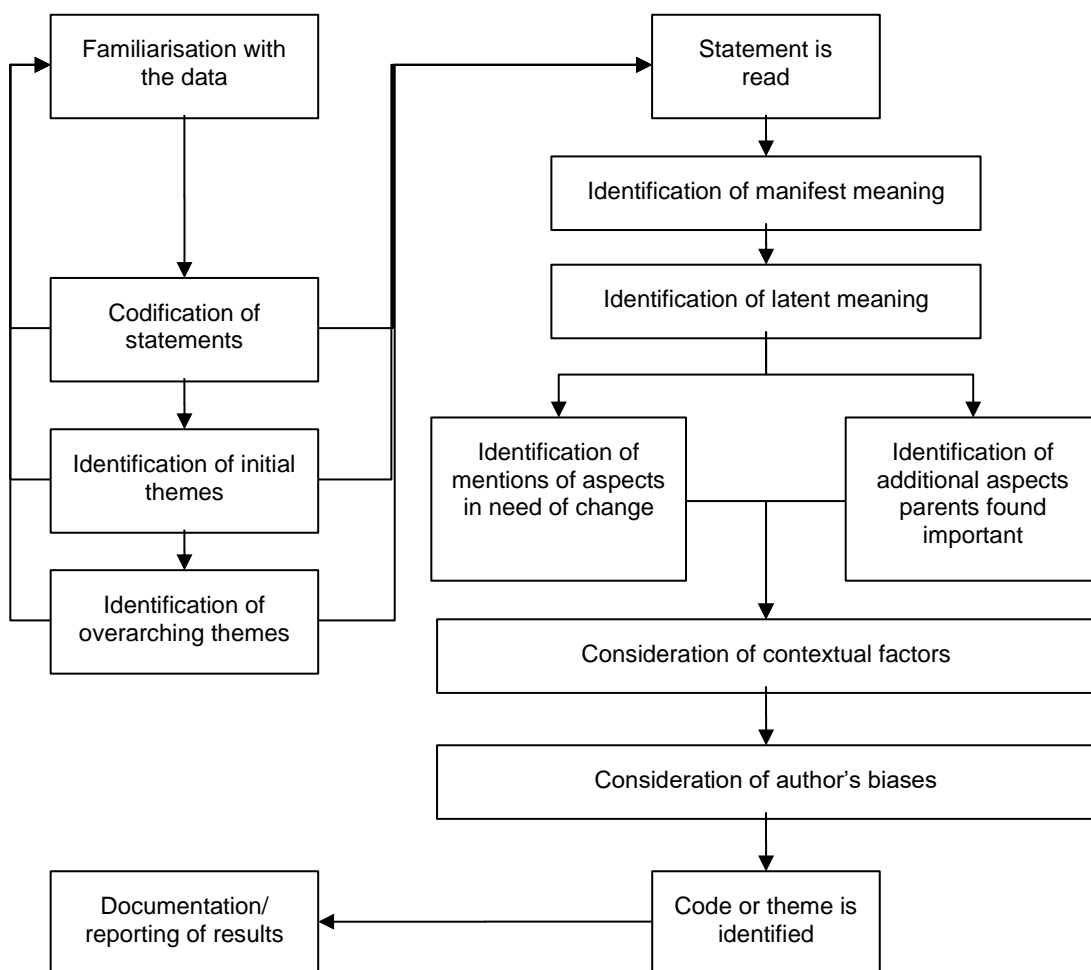 Familiarisation with
the data
Codification of
statements
Identification of initial
themes
Identification of
overarching themes
Statement is
read
Identification of manifest meaning
Identification of latent meaning
Identification of
mentions of aspects
in need of change
Identification of
additional aspects
parents found
important
Consideration of contextual factors
Consideration of author’s biases
Code or theme is
identified
Documentation/
reporting of results